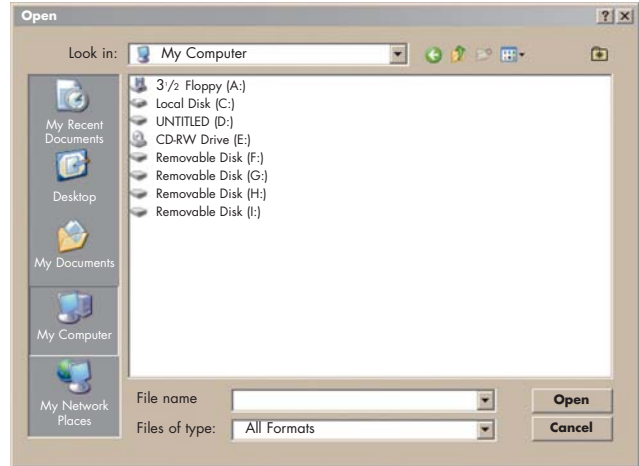 Open
Look in: My Computer
3 1/2 Floppy (A:)
Local Disk (C:)
UNTITLED (D:)
CD-RW Drive (E:)
Removable Disk (F:)
Removable Disk (G:)
Removable Disk (H:)
Removable Disk (I:)
My Recent
Documents
Desktop
My Documents
My Computer
My Network
Places
File name
Open
Files of type: All Formats
Cancel